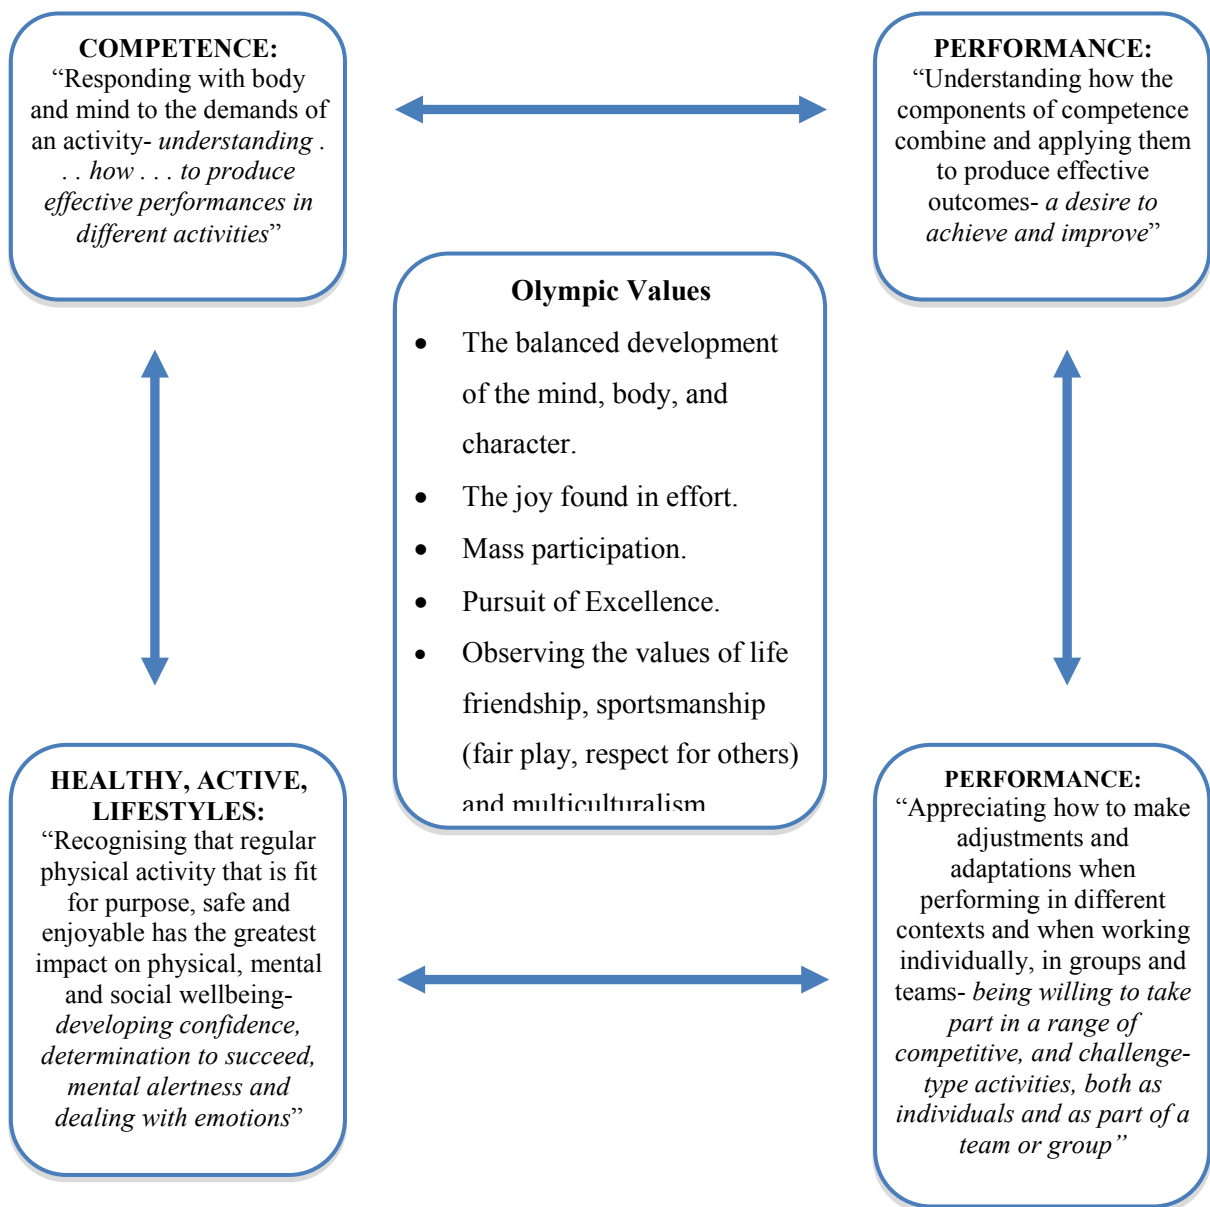 COMPETENCE:
“Responding with body
and mind to the demands of
an activity- understanding .
. . how . . . to produce
effective performances in
different activities”
PERFORMANCE:
“Understanding how the
components of competence
combine and applying them
to produce effective
outcomes- a desire to
achieve and improve”
Olympic Values
• The balanced development
of the mind, body, and
character.
• The joy found in effort.
• Mass participation.
• Pursuit of Excellence.
• Observing the values of life
friendship, sportsmanship
(fair play, respect for others)
and multiculturalism
HEALTHY, ACTIVE,
LIFESTYLES:
“Recognising that regular
physical activity that is fit
for purpose, safe and
enjoyable has the greatest
impact on physical, mental
and social wellbeing-
developing confidence,
determination to succeed,
mental alertness and
dealing with emotions”
PERFORMANCE:
“Appreciating how to make
adjustments and
adaptations when
performing in different
contexts and when working
individually, in groups and
teams- being willing to take
part in a range of
competitive, and challenge-
type activities, both as
individuals and as part of a
team or group”